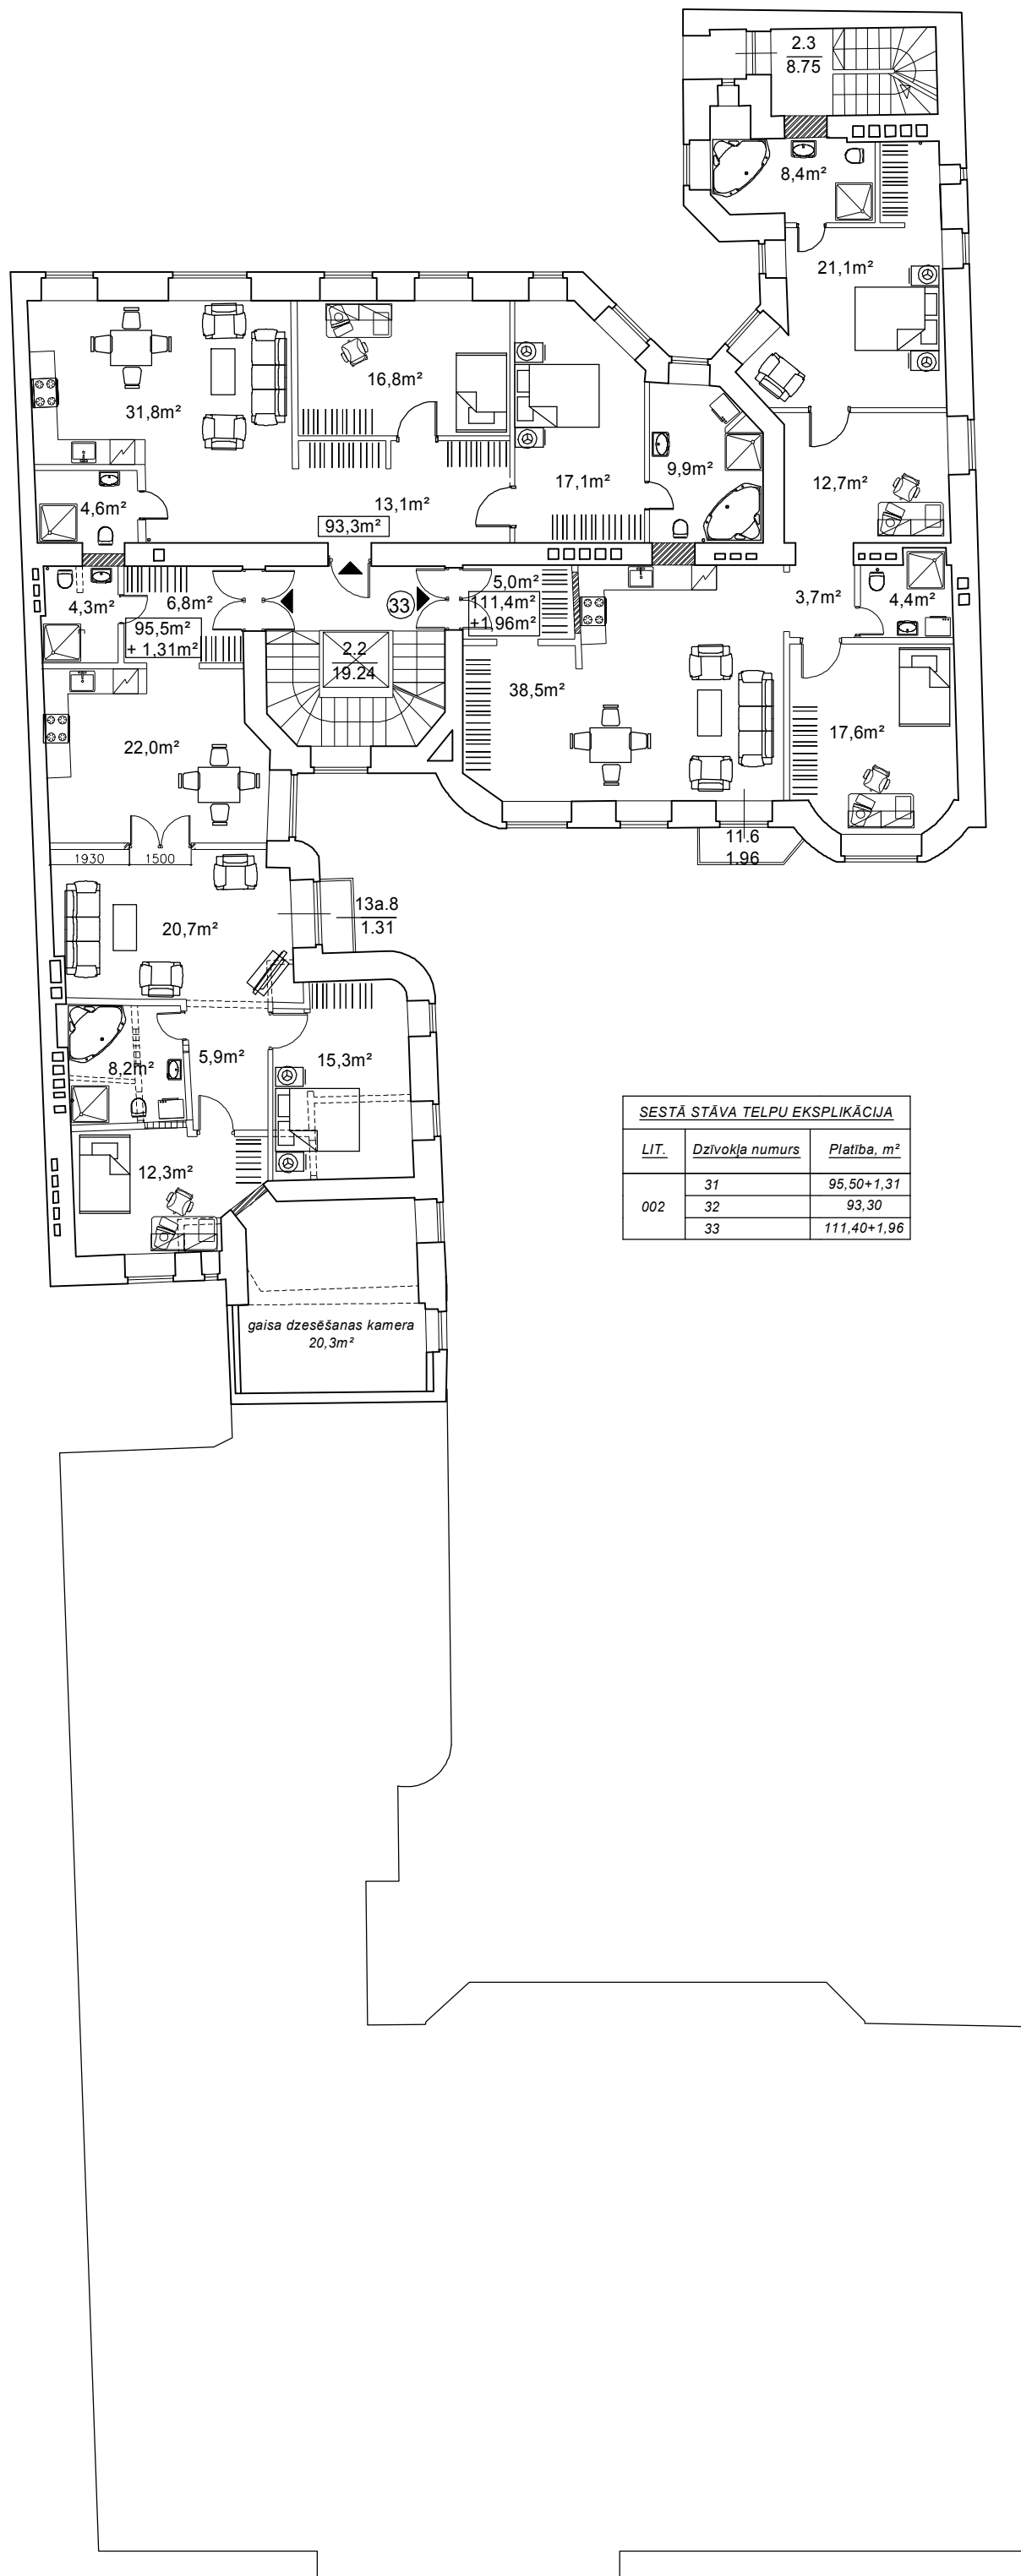 2.3
8.75
8,4m²
21,1m²
16,8m²
31,8m²
17,1m²
9,9m²
12,7m²
4,6m²
13,1m²
93,3m²
4,3m²
6,8m²
95,5m²
+ 1,31m²
33
5,0m²
111,4m²
+1,96m²
3,7m²
4,4m²
2.2
19.24
38,5m²
17,6m²
22,0m²
11.6
1.96
1930
1500
13a.8
1.31
20,7m²
8,2m²
5,9m²
15,3m²
12,3m²
SESTĀ STĀVA TELPU EKSPLIKĀCIJA
LIT.
Dzīvokļa numurs
Platība, m²
002
31
95,50+1,31
32
93,30
33
111,40+1,96
gaisa dzesēšanas kamera
20,3m²